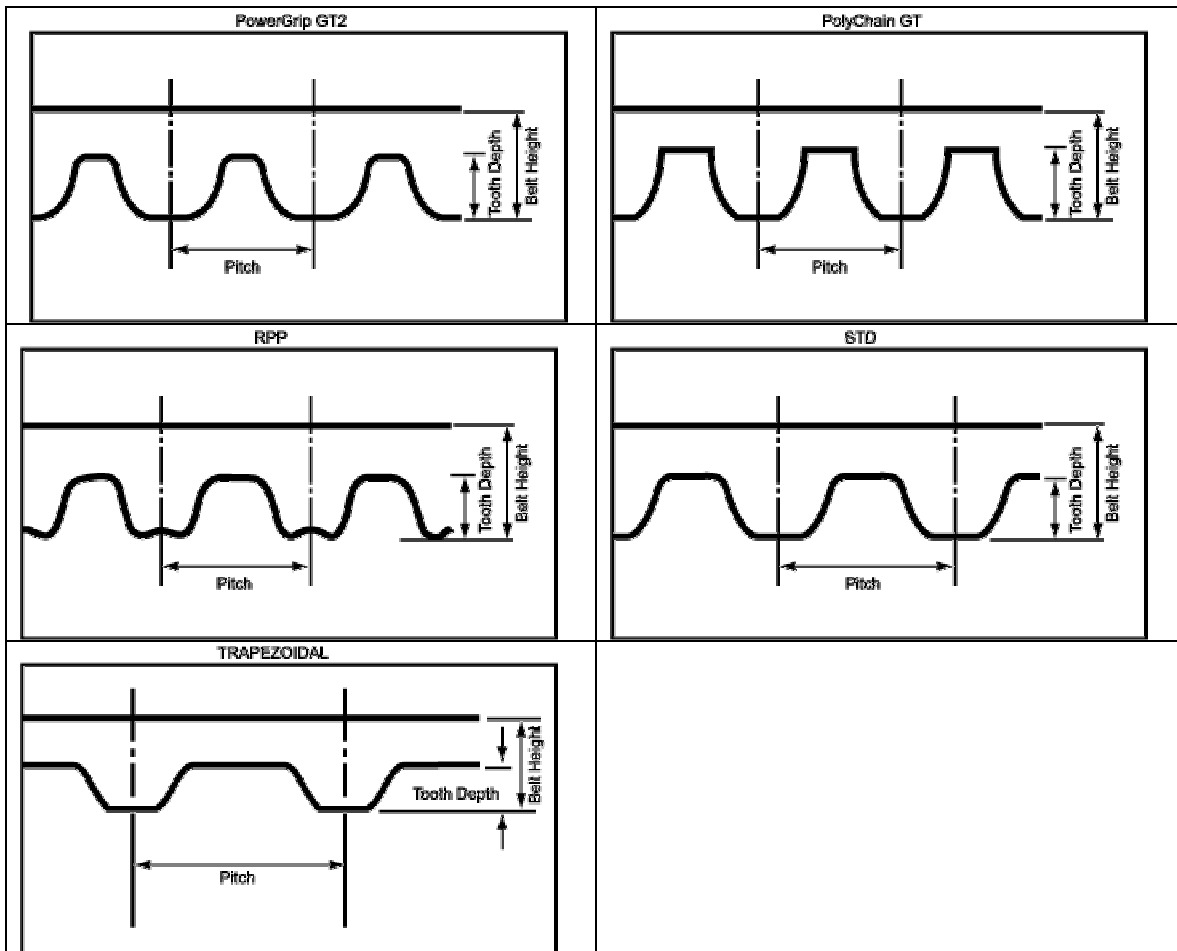 PowerGrip GT2
Tooth Depth
Belt Height
Pitch
PolyChain GT
Tooth Depth
Belt Height
Pitch
RPP
Tooth Depth
Belt Height
Pitch
STD
Tooth Depth
Belt Height
Pitch
TRAPEZOIDAL
Tooth Depth
Belt Height
Pitch